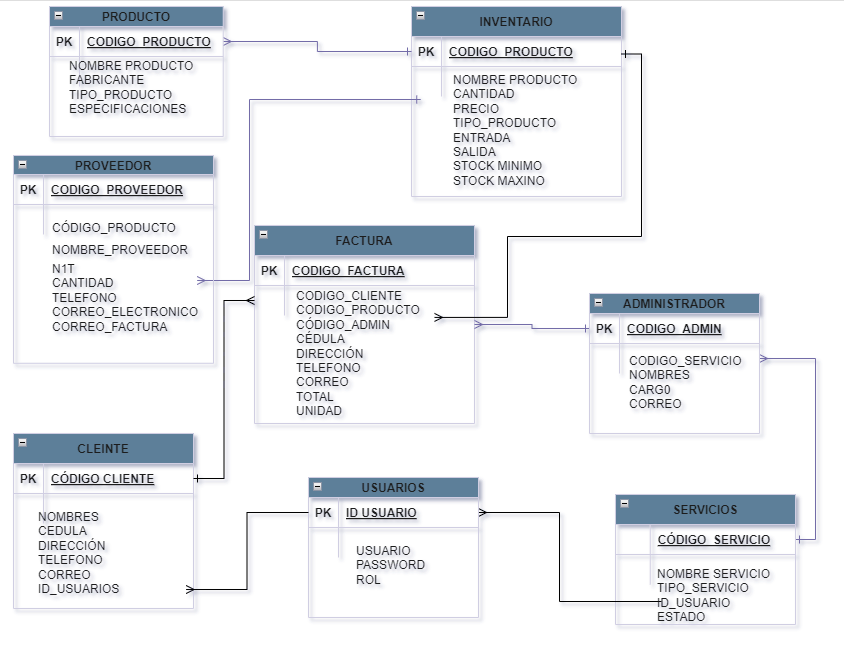 PRODUCTO
PK CODIGO_PRODUCTO
NOMBRE PRODUCTO
FABRICANTE
TIPO_PRODUCTO
ESPECIFICACIONES
INVENTARIO
PK CODIGO_PRODUCTO
NOMBRE PRODUCTO
CANTIDAD
PRECIO
TIPO_PRODUCTO
ENTRADA
SALIDA
STOCK MINIMO
STOCK MAXINO
PROVEEDOR
PK CODIGO_PROVEEDOR
CÓDIGO_PRODUCTO
NOMBRE_PROVEEDOR
N1T
CANTIDAD
TELEFONO
CORREO_ELECTRONICO
CORREO_FACTURA
FACTURA
PK CODIGO_FACTURA
CODIGO_CLIENTE
CODIGO_PRODUCTO
CÓDIGO_ADMIN
CÉDULA
DIRECCIÓN
TELEFONO
CORREO
TOTAL
UNIDAD
ADMINISTRADOR
PK CODIGO_ADMIN
CODIGO_SERVICIO
NOMBRES
CARG0
CORREO
CLEINTE
PK CÓDIGO CLIENTE
NOMBRES
CEDULA
DIRECCIÓN
TELEFONO
CORREO
ID_USUARIOS
USUARIOS
PK ID USUARIO
USUARIO
PASSWORD
ROL
SERVICIOS
CÓDIGO_SERVICIO
NOMBRE SERVICIO
TIPO_SERVICIO
ID_USUARIO
ESTADO